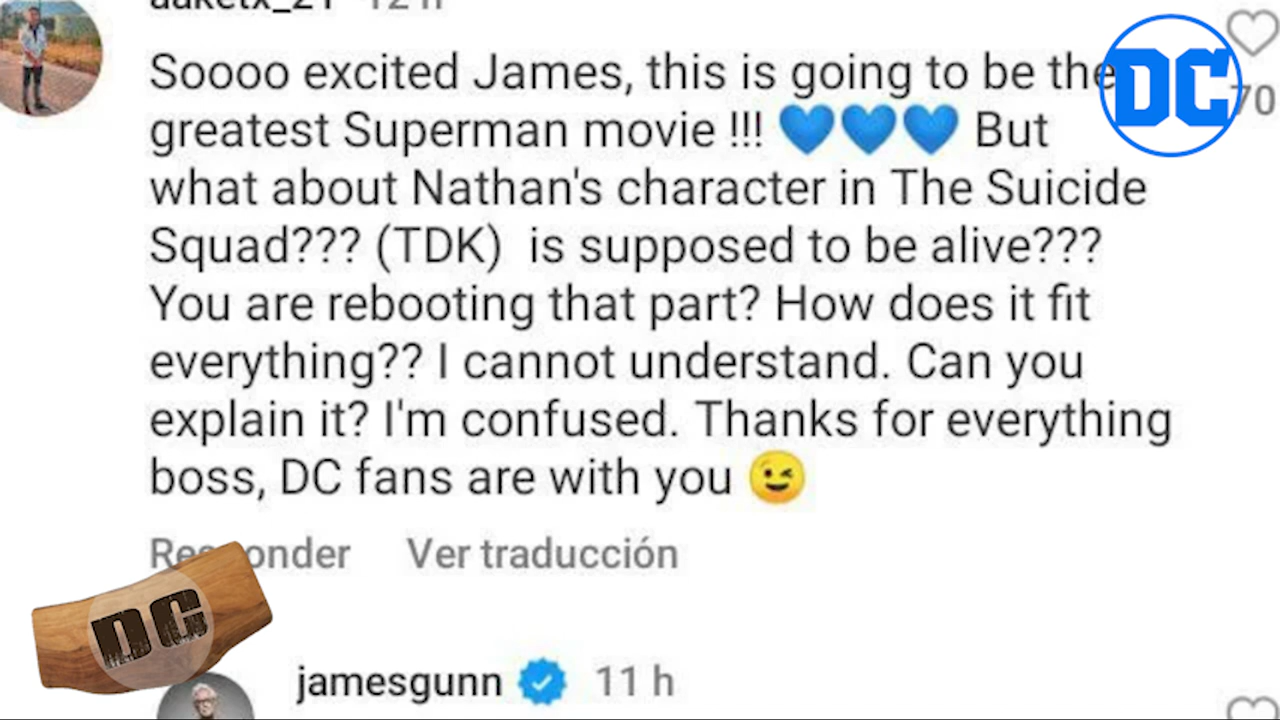 12 h
Soooo excited James, this is going to be the
greatest Superman movie !!! 💙💙💙 But
what about Nathan's character in The Suicide
Squad??? (TDK) is supposed to be alive???
You are rebooting that part? How does it fit
everything?? I cannot understand. Can you
explain it? I'm confused. Thanks for everything
boss, DC fans are with you 😉
Responder Ver traducción
jamesgunn 11 h
DC
70
DC